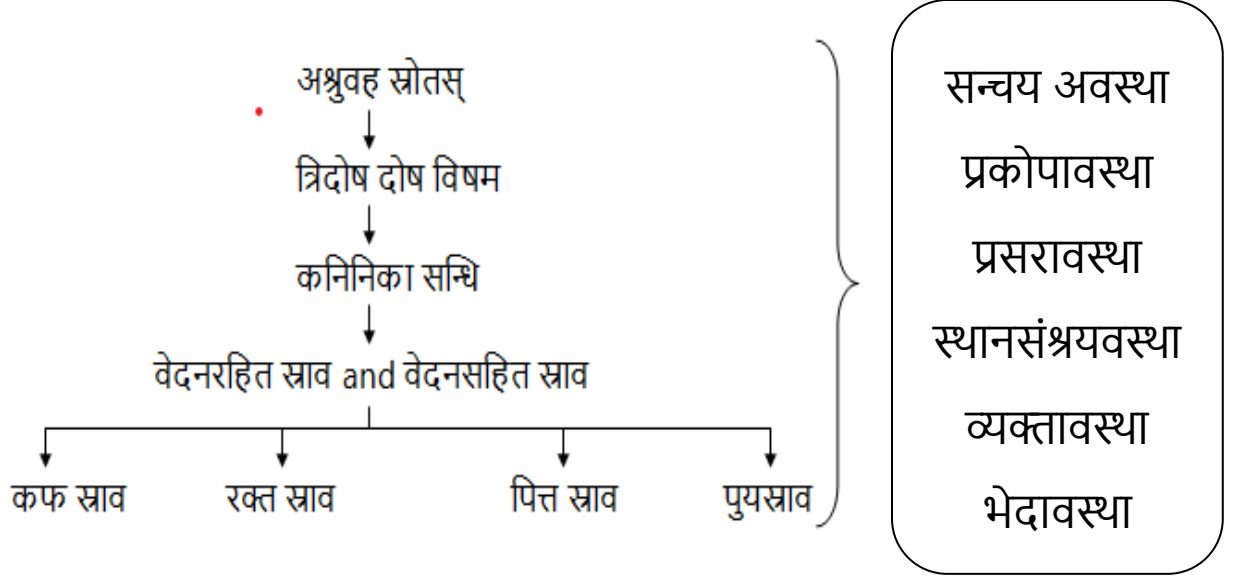 अश्रुवह स्रोतस्
त्रिदोष दोष विषम
कनिनिका सन्धि
वेदनरहित स्राव and वेदनसहित स्राव
कफ स्राव रक्त स्राव पित्त स्राव पुयस्राव
सन्चय अवस्था
प्रकोपावस्था
प्रसरावस्था
स्थानसंश्रयवस्था
व्यक्तावस्था
भेदावस्था